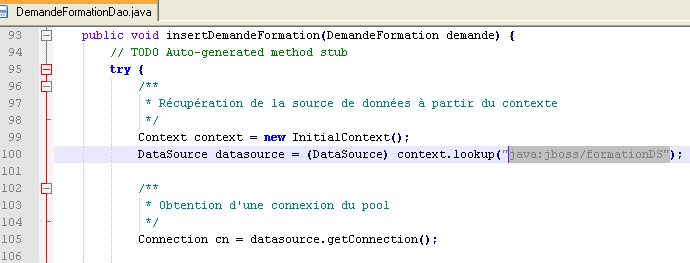 DemandeFormationDao.java
93 public void insertDemandeFormation(DemandeFormation demande) {
94 // TODO Auto-generated method stub
95 try {
96 /**
97 * Récupération de la source de données à partir du contexte
98 */
99 Context context = new InitialContext();
100 DataSource datasource = (DataSource) context.lookup("java:jboss/formationDS");
101
102 /**
103 * Obtention d'une connexion du pool
104 */
105 Connection cn = datasource.getConnection();
106